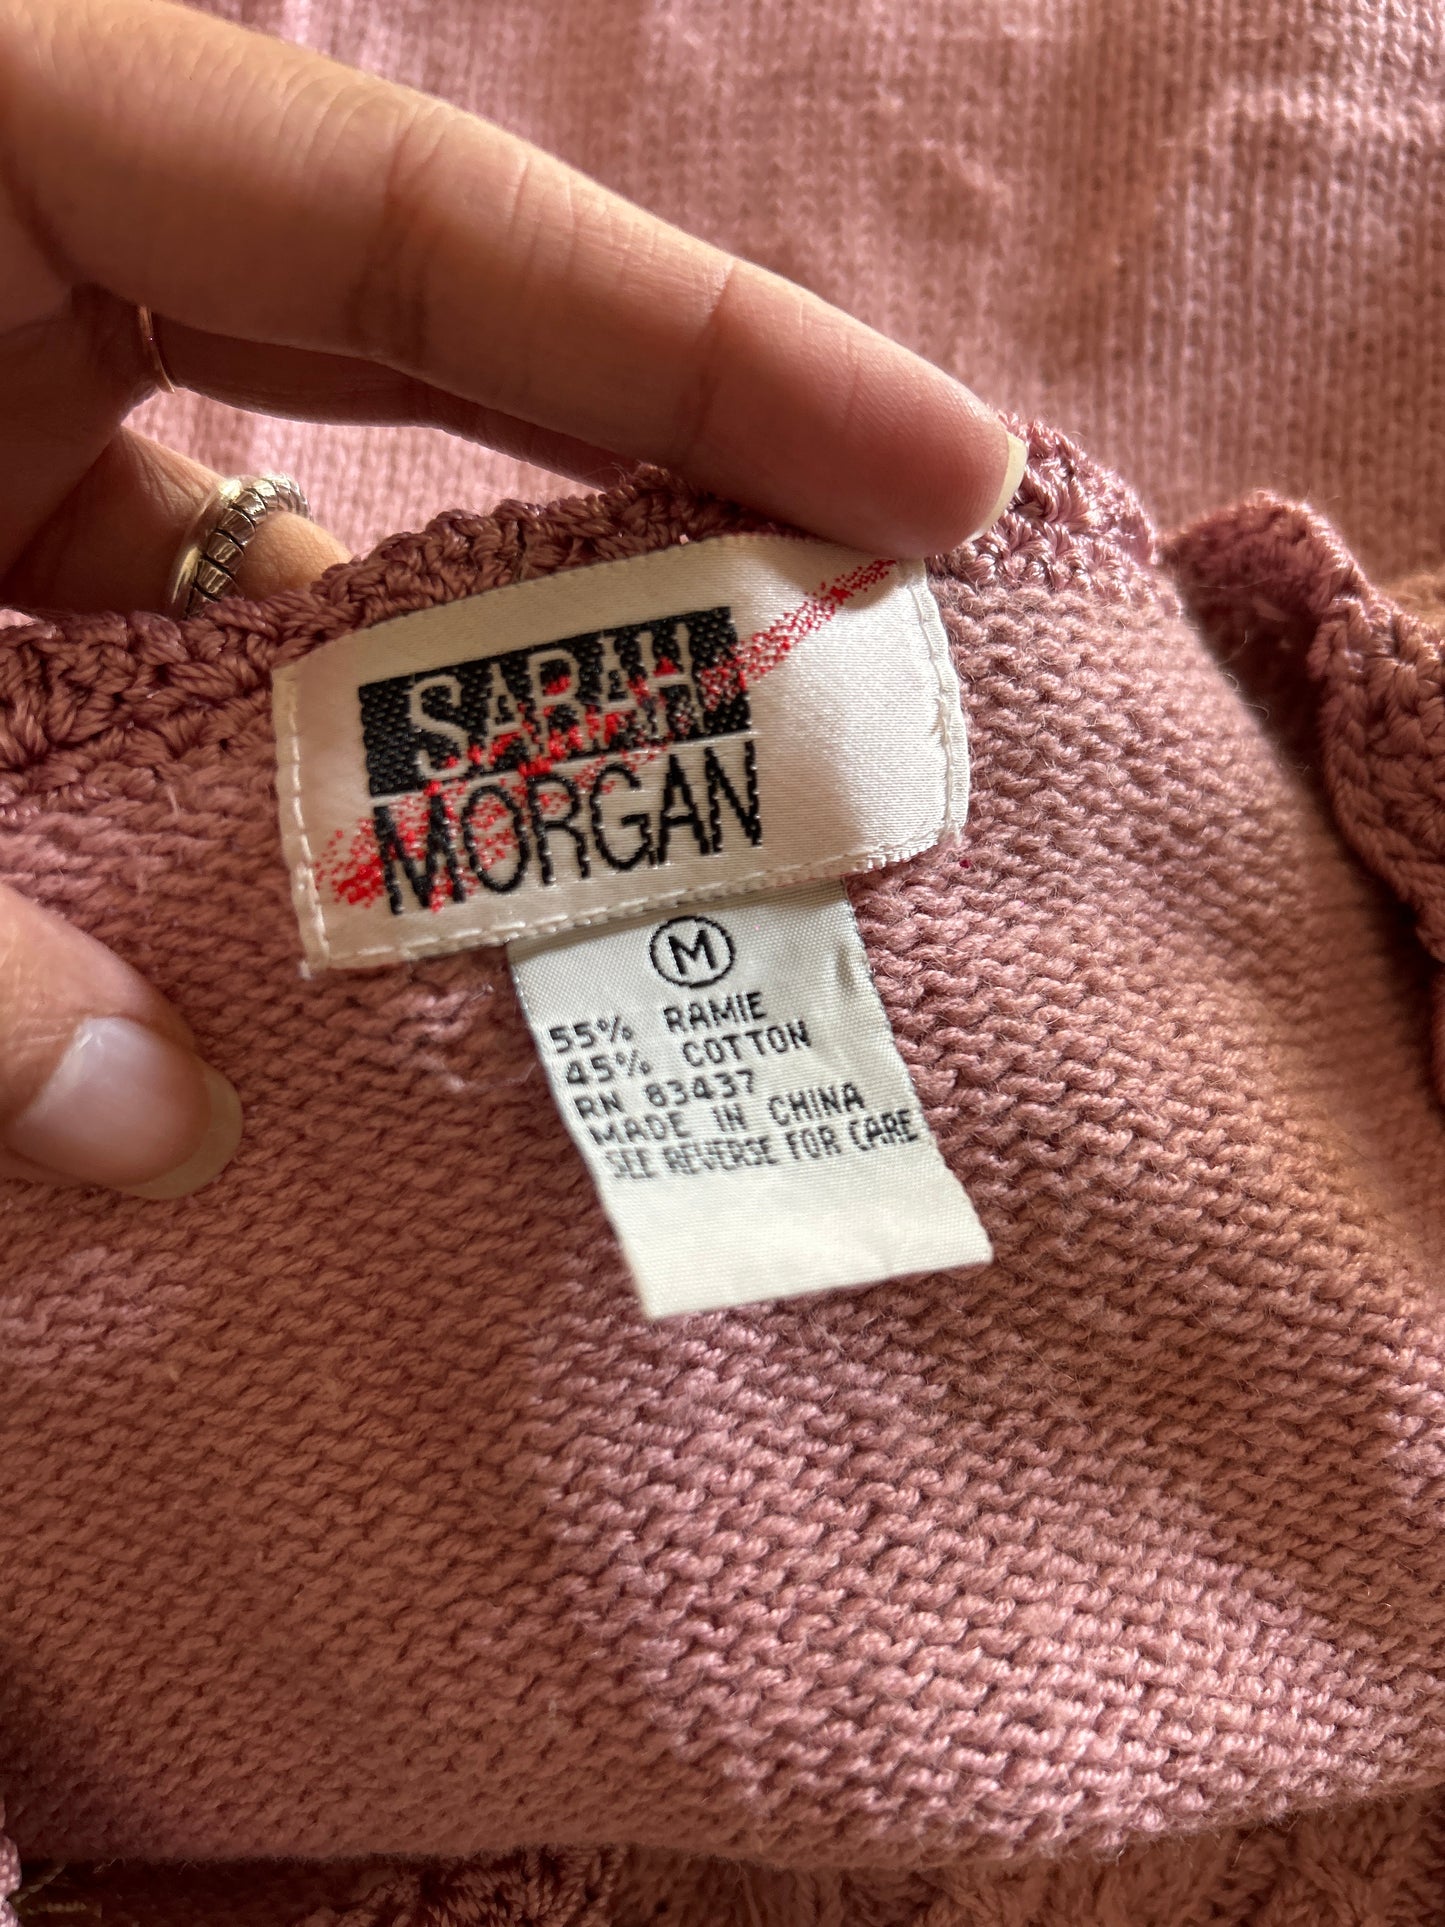 SARAH
MORGAN
M
55% RAMIE
45% COTTON
RN 83437
MADE IN CHINA
SEE REVERSE FOR CARE